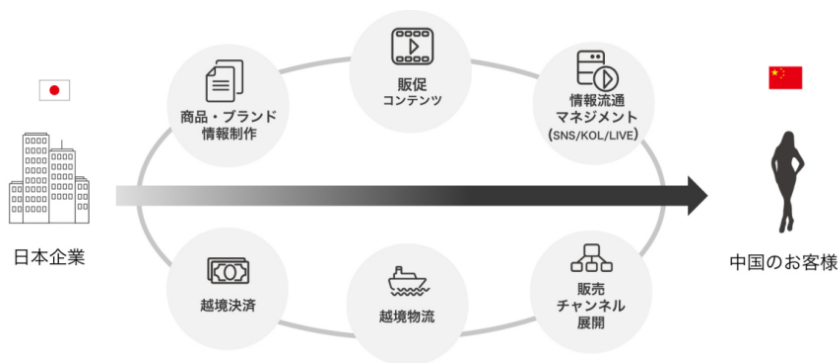 商品・ブランド
情報制作
販促
コンテンツ
情報流通
マネジメント
(SNS/KOL/LIVE)
日本企業
中国のお客様
越境決済
越境物流
販売
チャンネル
展開